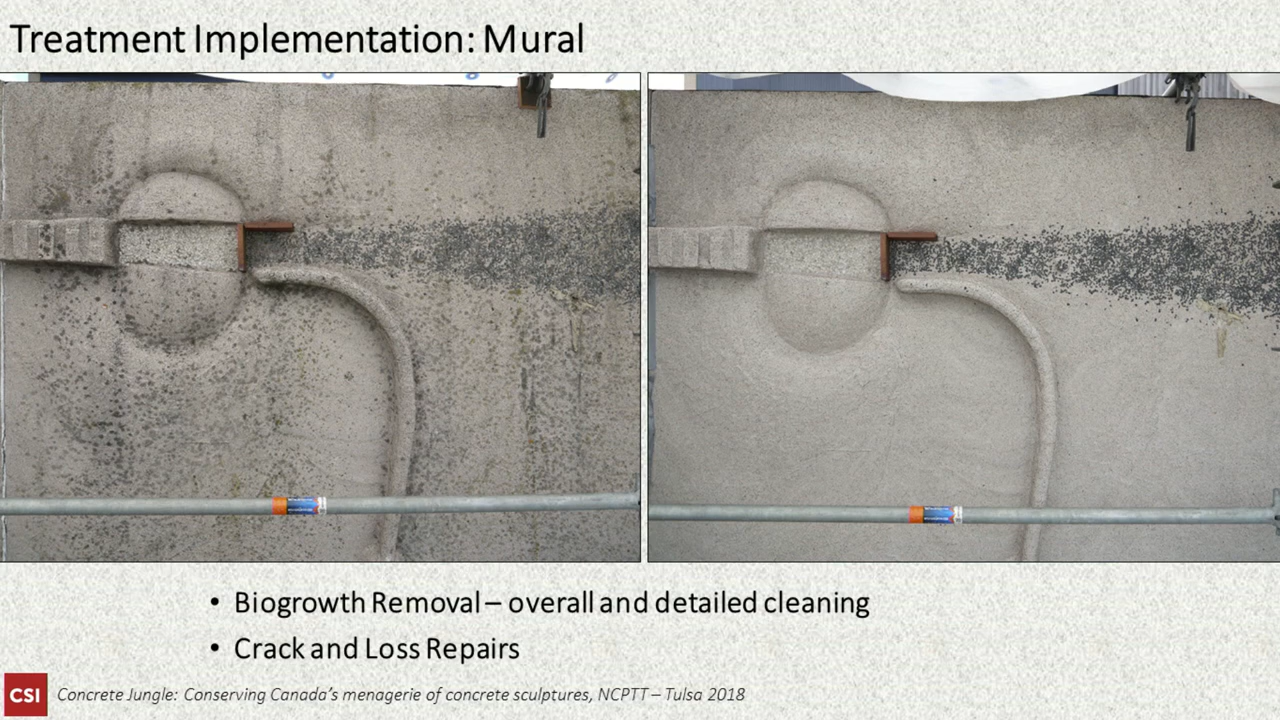 Treatment Implementation: Mural
• Biogrowth Removal – overall and detailed cleaning
• Crack and Loss Repairs
CSI Concrete Jungle: Conserving Canada's menagerie of concrete sculptures, NCPTT – Tulsa 2018